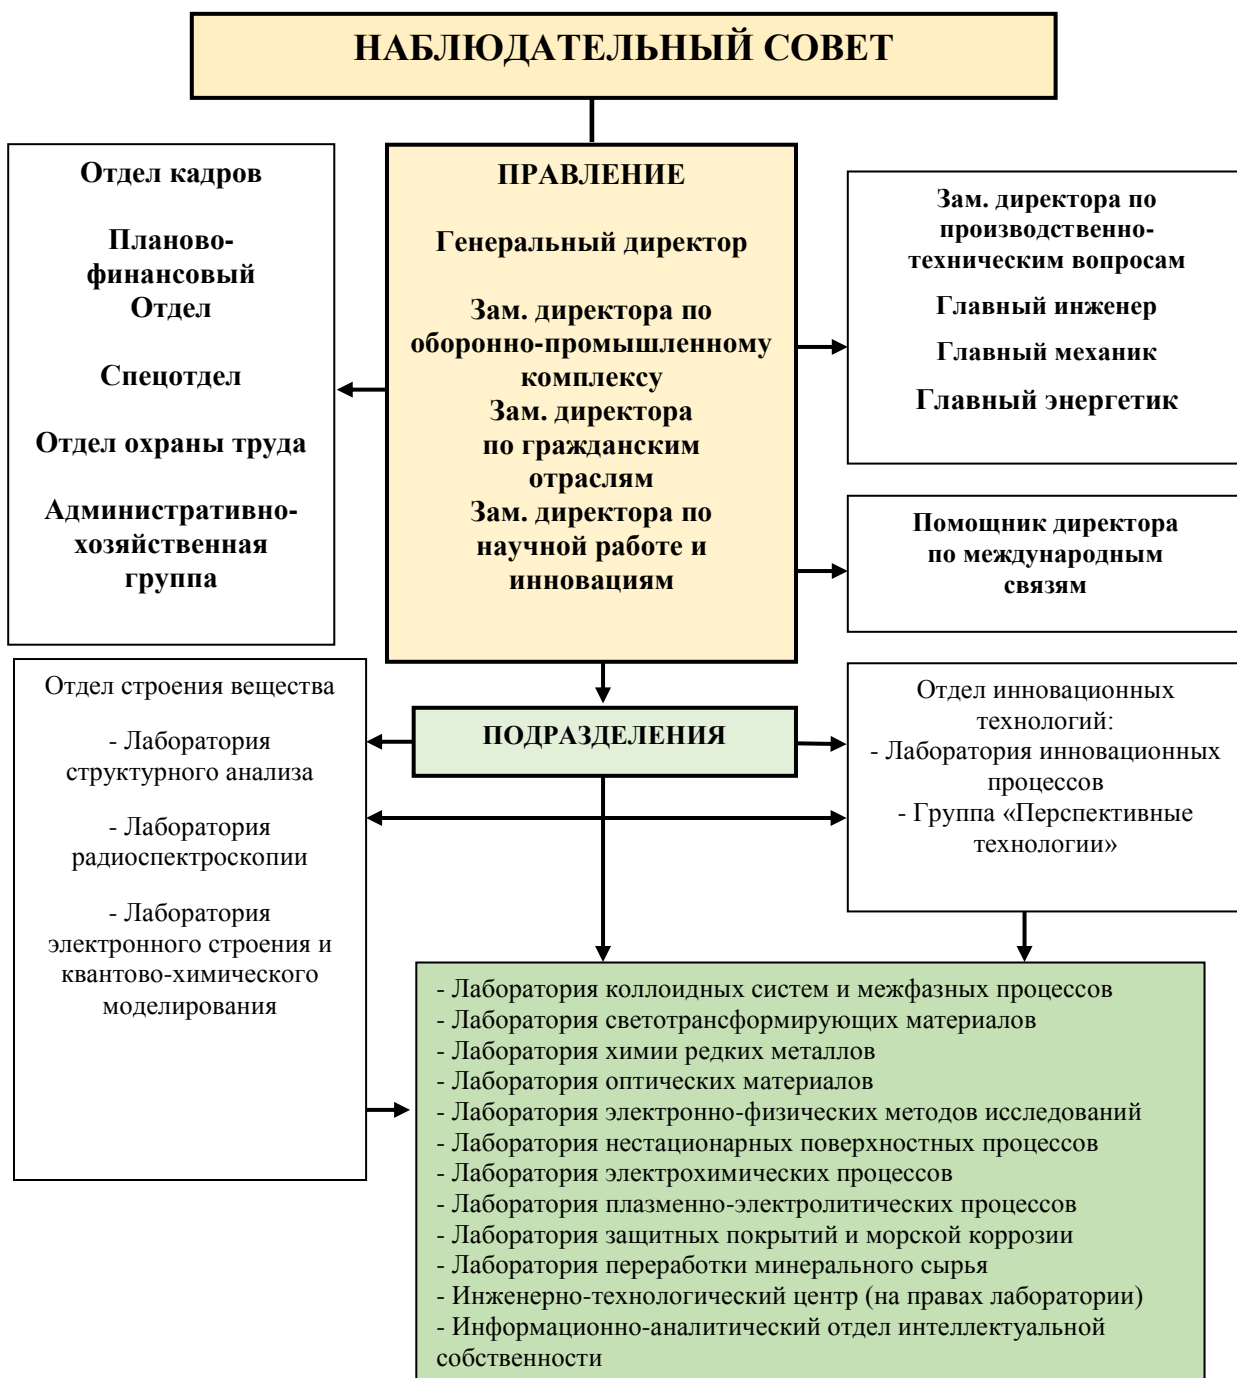 НАБЛЮДАТЕЛЬНЫЙ СОВЕТ
Отдел кадров
Планово-
финансовый
Отдел
Спецотдел
Отдел охраны труда
Административно-
хозяйственная
группа
ПРАВЛЕНИЕ
Генеральный директор
Зам. директора по
оборонно-промышленному
комплексу
Зам. директора
по гражданским
отраслям
Зам. директора по
научной работе и
инновациям
Зам. директора по
производственно-
техническим вопросам
Главный инженер
Главный механик
Главный энергетик
Помощник директора
по международным
связям
Отдел строения вещества
- Лаборатория
структурного анализа
- Лаборатория
радиоспектроскопии
- Лаборатория
электронного строения и
квантово-химического
моделирования
ПОДРАЗДЕЛЕНИЯ
Отдел инновационных
технологий:
- Лаборатория инновационных
процессов
- Группа «Перспективные
технологии»
- Лаборатория коллоидных систем и межфазных процессов
- Лаборатория светотрансформирующих материалов
- Лаборатория химии редких металлов
- Лаборатория оптических материалов
- Лаборатория электронно-физических методов исследований
- Лаборатория нестационарных поверхностных процессов
- Лаборатория электрохимических процессов
- Лаборатория плазменно-электролитических процессов
- Лаборатория защитных покрытий и морской коррозии
- Лаборатория переработки минерального сырья
- Инженерно-технологический центр (на правах лаборатории)
- Информационно-аналитический отдел интеллектуальной
собственности